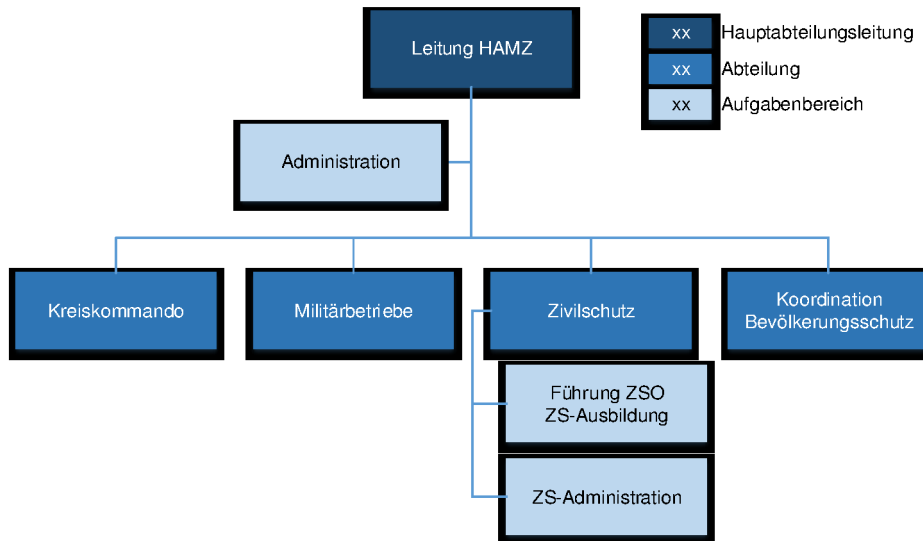 Leitung HAMZ
xx Hauptabteilungsleitung
xx Abteilung
xx Aufgabenbereich
Administration
Kreiskommando
Militärbetriebe
Zivilschutz
Koordination
Bevölkerungsschutz
Führung ZSO
ZS-Ausbildung
ZS-Administration